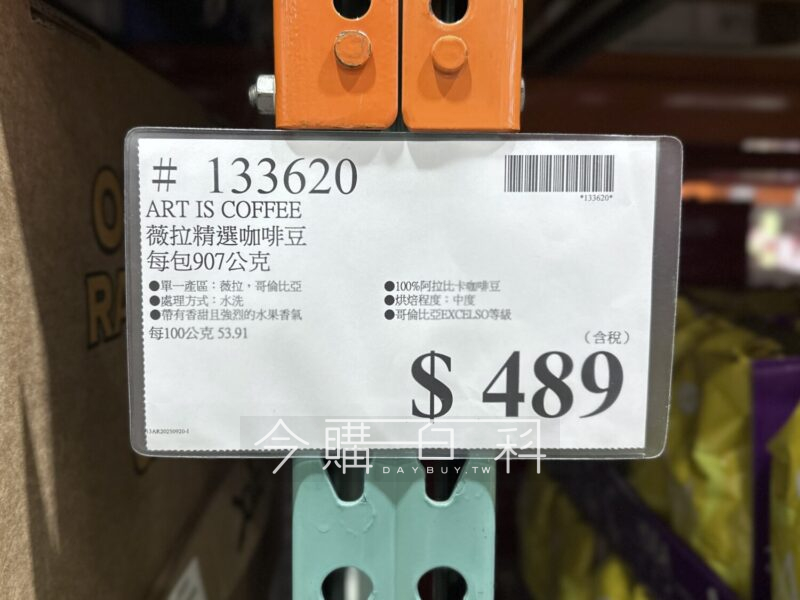 # 133620
*133620*
ART IS COFFEE
薇拉精選咖啡豆
每包907公克
●單一產區：薇拉，哥倫比亞
●100%阿拉比卡咖啡豆
●處理方式：水洗
●烘焙程度：中度
●帶有香甜且強烈的水果香氣
●哥倫比亞EXCELSO等級
每100公克 53.91
（含稅）
$ 489
今購百科
DAYBUY.TW